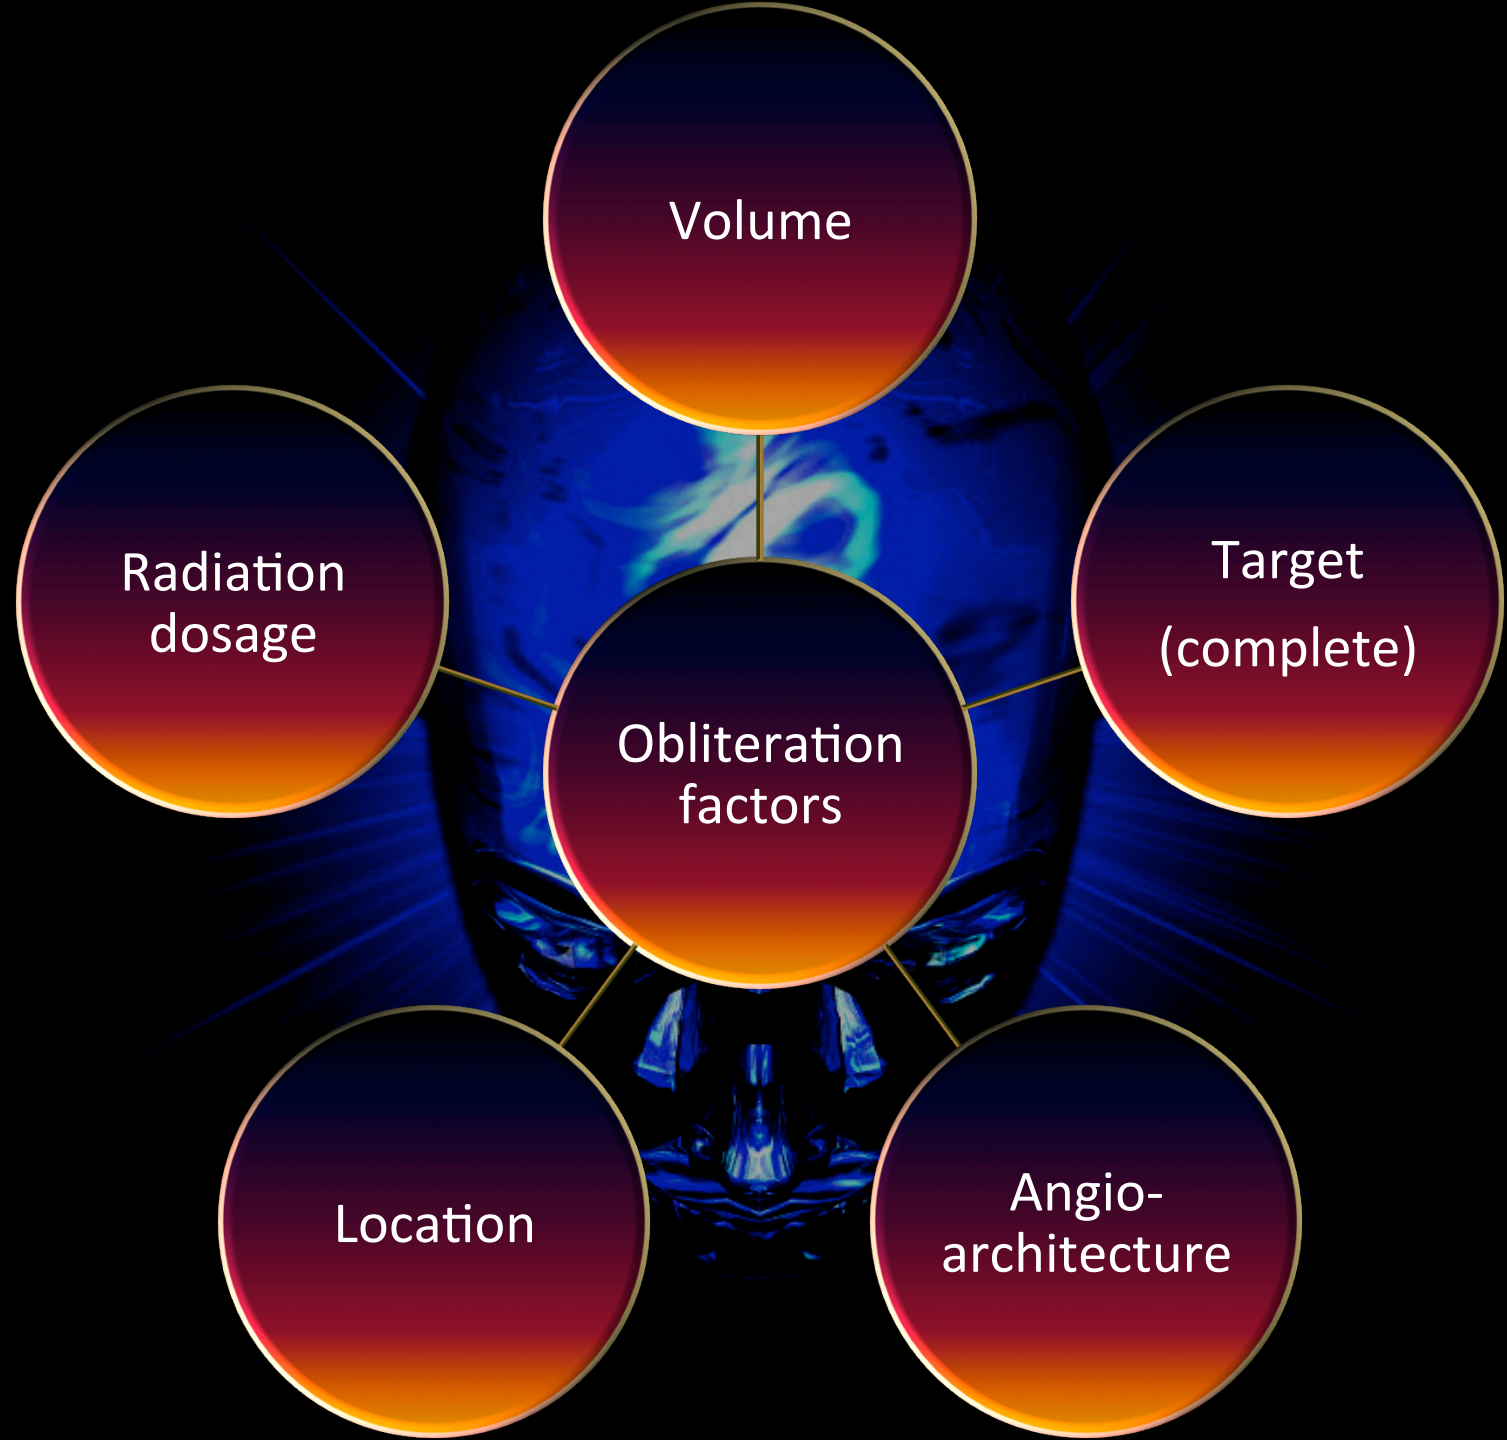 Volume
Radiation
dosage
Target
(complete)
Obliteration
factors
Location
Angio-
architecture